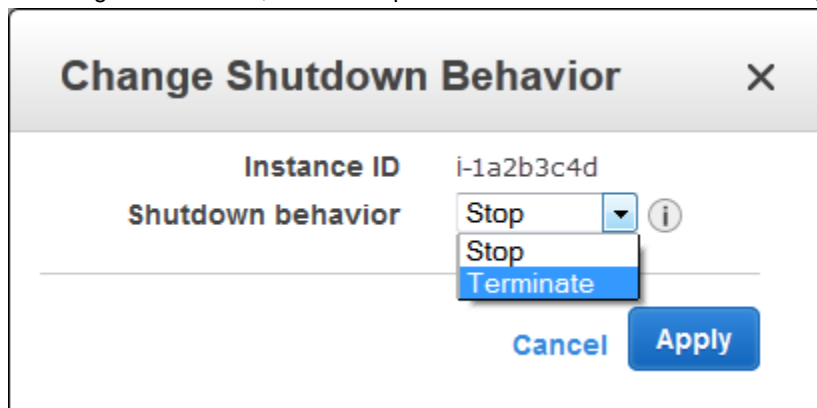 Change Shutdown Behavior
Instance ID i-1a2b3c4d
Shutdown behavior Stop
Stop
Terminate
Cancel Apply